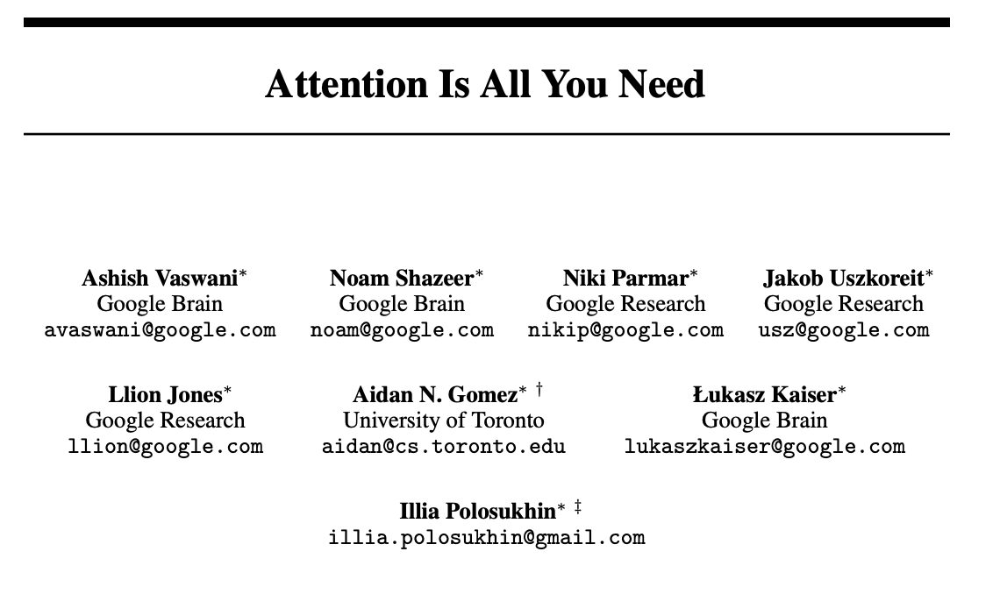 Attention Is All You Need
Ashish Vaswani* Noam Shazeer* Niki Parmar* Jakob Uszkoreit*
Google Brain Google Brain Google Research Google Research
avaswani@google.com noam@google.com nikip@google.com usz@google.com
Llion Jones* Aidan N. Gomez* † Łukasz Kaiser*
Google Research University of Toronto Google Brain
llion@google.com aidan@cs.toronto.edu lukaszkaiser@google.com
Illia Polosukhin* ‡
illia.polosukhin@gmail.com